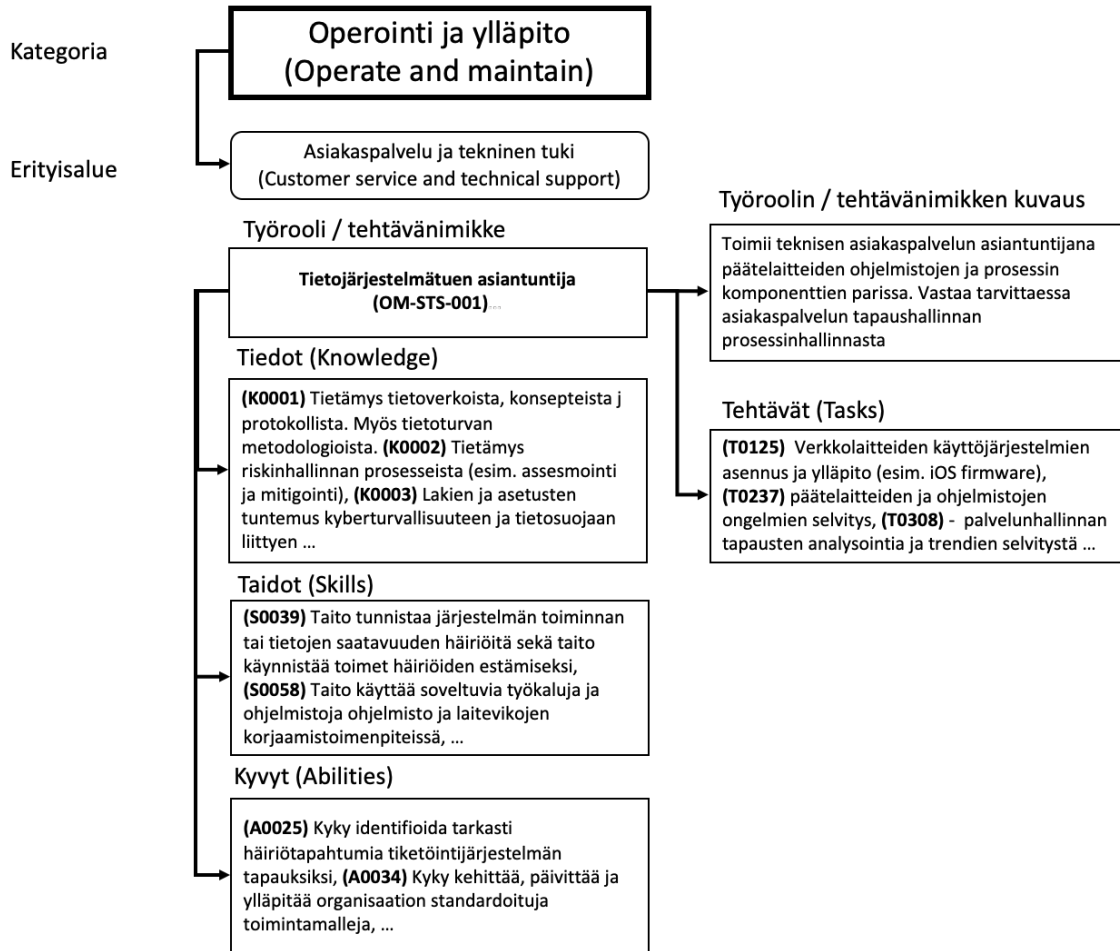 Kategoria
Operointi ja ylläpito
(Operate and maintain)
Erityisalue
Asiakaspalvelu ja tekninen tuki
(Customer service and technical support)
Työrooli / tehtävänimikke
Tietojärjestelmätuen asiantuntija
(OM-STS-001)...
Työroolin / tehtävänimikken kuvaus
Toimii teknisen asiakaspalvelun asiantuntijana
päätelaitteiden ohjelmistojen ja prosessin
komponenttien parissa. Vastaa tarvittaessa
asiakaspalvelun tapaushallinnan
prosessinhallinnasta
Tiedot (Knowledge)
(K0001) Tietämys tietoverkoista, konsepteista j
protokollista. Myös tietoturvan
metodologioista. (K0002) Tietämys
riskinhallinnan prosesseista (esim. assesmointi
ja mitigointi), (K0003) Lakien ja asetusten
tuntemus kyberturvallisuuteen ja tietosuojaan
liittyen ...
Tehtävät (Tasks)
(T0125) Verkkolaitteiden käyttöjärjestelmien
asennus ja ylläpito (esim. iOS firmware),
(T0237) päätelaitteiden ja ohjelmistojen
ongelmien selvitys, (T0308) - palvelunhallinnan
tapausten analysointia ja trendien selvitystä ...
Taidot (Skills)
(S0039) Taito tunnistaa järjestelmän toiminnan
tai tietojen saatavuuden häiriöitä sekä taito
käynnistää toimet häiriöiden estämiseksi,
(S0058) Taito käyttää soveltuvia työkaluja ja
ohjelmistoja ohjelmisto ja laitevikojen
korjaamistoimenpiteissä, ...
Kyvyt (Abilities)
(A0025) Kyky identifioida tarkasti
häiriötapahtumia tiketöintijärjestelmän
tapauksiksi, (A0034) Kyky kehittää, päivittää ja
ylläpitää organisaation standardoituja
toimintamalleja, ...